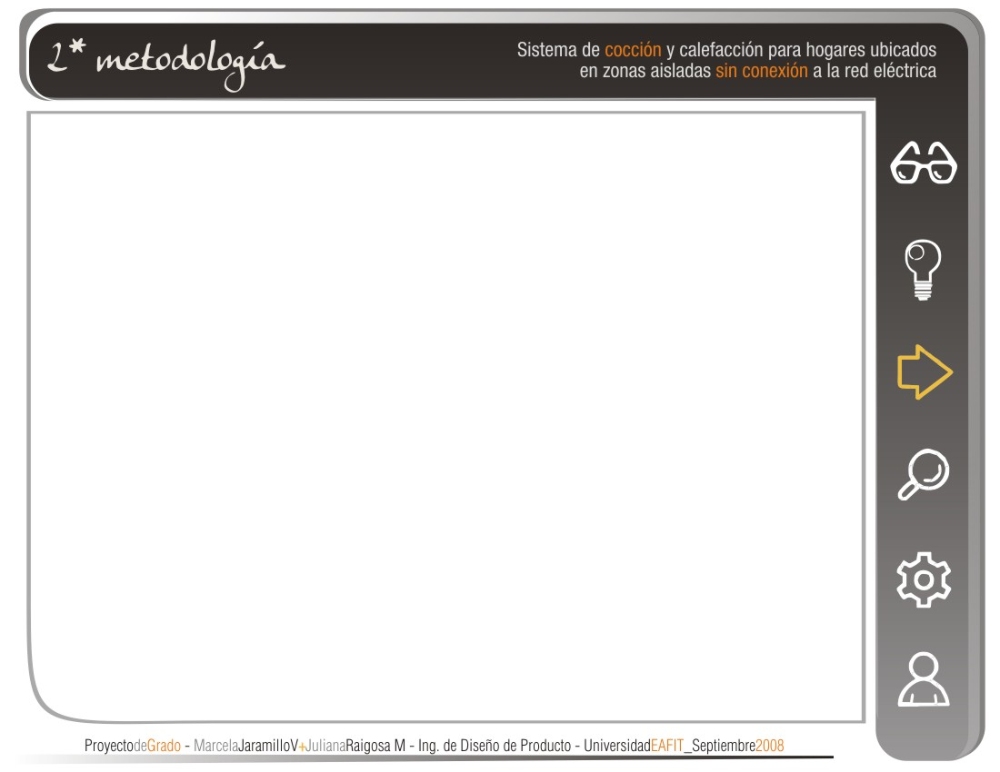 2* metodología
Sistema de cocción y calefacción para hogares ubicados
en zonas aisladas sin conexión a la red eléctrica
ProyectodeGrado - MarcelaJaramilloV+JulianaRaigosa M - Ing. de Diseño de Producto - UniversidadEAFIT_Septiembre2008